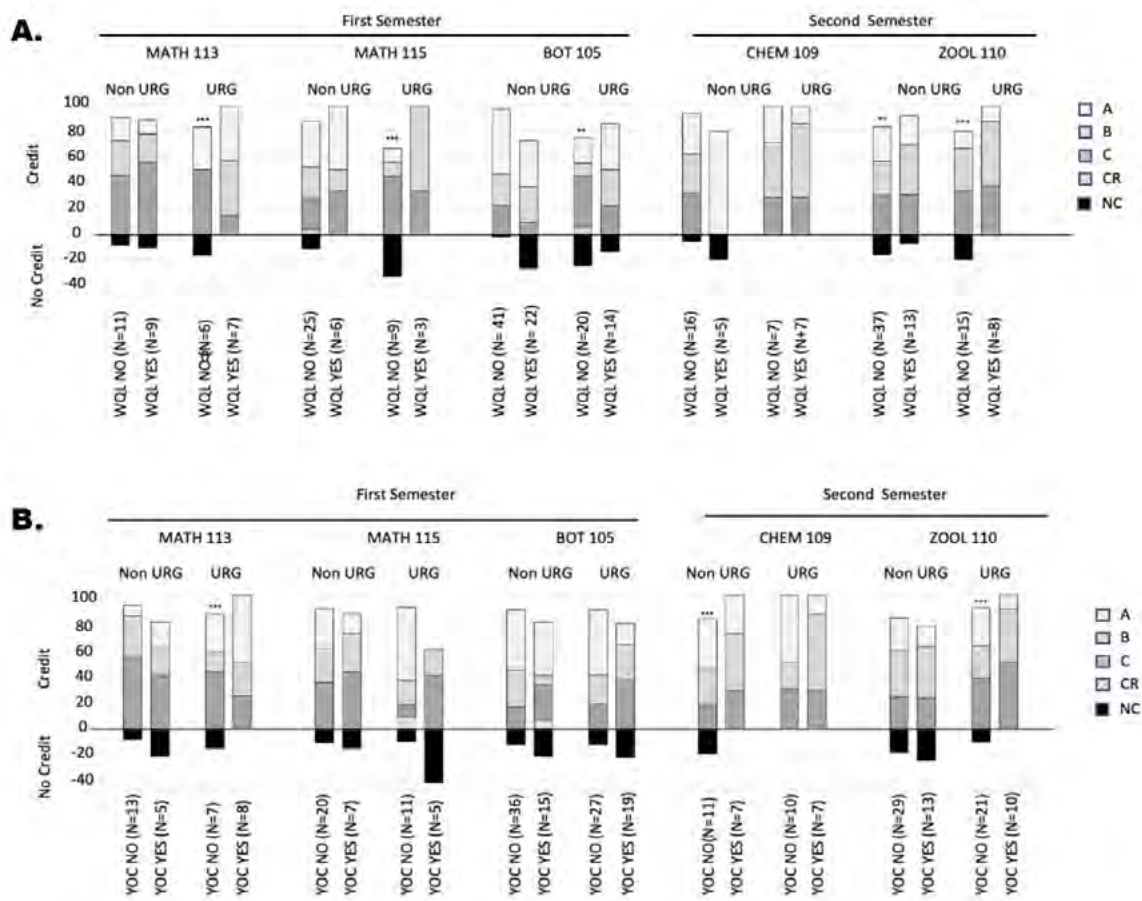 A.
First Semester
Second Semester
MATH 113
MATH 115
BOT 105
CHEM 109
ZOOL 110
Non URG
URG
Non URG
URG
Non URG
URG
Non URG
URG
Non URG
URG
100
80
60
40
20
0
-20
-40
Credit
No Credit
***
***
**
**
***
A
B
C
CR
NC
WQL NO (N=11)
WQL YES (N=9)
WQL NO (N=6)
WQL YES (N=7)
WQL NO (N=25)
WQL YES (N=6)
WQL NO (N=9)
WQL YES (N=3)
WQL NO (N= 41)
WQL YES (N= 22)
WQL NO (N=20)
WQL YES (N=14)
WQL NO (N=16)
WQL YES (N=5)
WQL NO (N=7)
WQL YES (N+7)
WQL NO (N=37)
WQL YES (N=13)
WQL NO (N=15)
WQL YES (N=8)
B.
First Semester
Second Semester
MATH 113
MATH 115
BOT 105
CHEM 109
ZOOL 110
Non URG
URG
Non URG
URG
Non URG
URG
Non URG
URG
Non URG
URG
100
80
60
40
20
0
-20
-40
Credit
No Credit
***
***
***
A
B
C
CR
NC
YOC NO (N=13)
YOC YES (N=5)
YOC NO (N=7)
YOC YES (N=8)
YOC NO (N=20)
YOC YES (N=7)
YOC NO (N=11)
YOC YES (N=5)
YOC NO (N=36)
YOC YES (N=15)
YOC NO (N=27)
YOC YES (N=19)
YOC NO(N=11)
YOC YES (N=7)
YOC NO (N=10)
YOC YES (N=7)
YOC NO (N=29)
YOC YES (N=13)
YOC NO (N=21)
YOC YES (N=10)